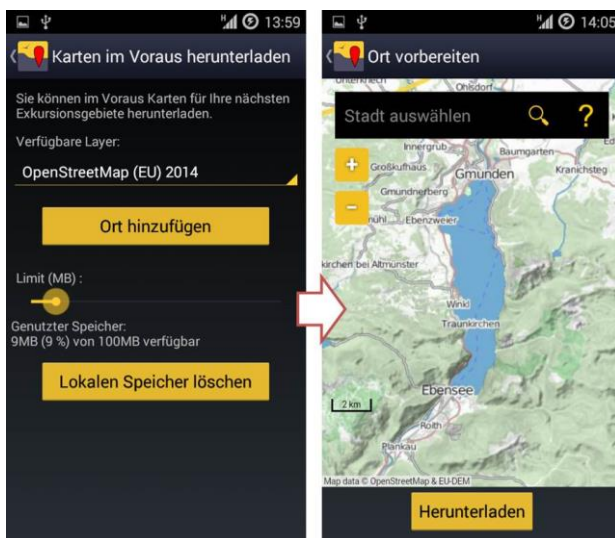 13:59
Karten im Voraus herunterladen
Sie können im Voraus Karten für Ihre nächsten
Exkursionsgebiete herunterladen.
Verfügbare Layer:
OpenStreetMap (EU) 2014
Ort hinzufügen
Limit (MB) :
Genutzter Speicher:
9MB (9 %) von 100MB verfügbar
Lokalen Speicher löschen
14:05
Ort vorbereiten
Ohlsdorf
Stadt auswählen
?
Innergrub
Baumgarten
Großkufhaus
Gmunden
Kranichsteg
+
Gmundnerberg
−
Ebenzweier
kirchen bei Altmünster
Winkl
Traunkirchen
Ebensee
2 km
Roith
Plankau
Map data © OpenStreetMap & EU-DEM
Herunterladen